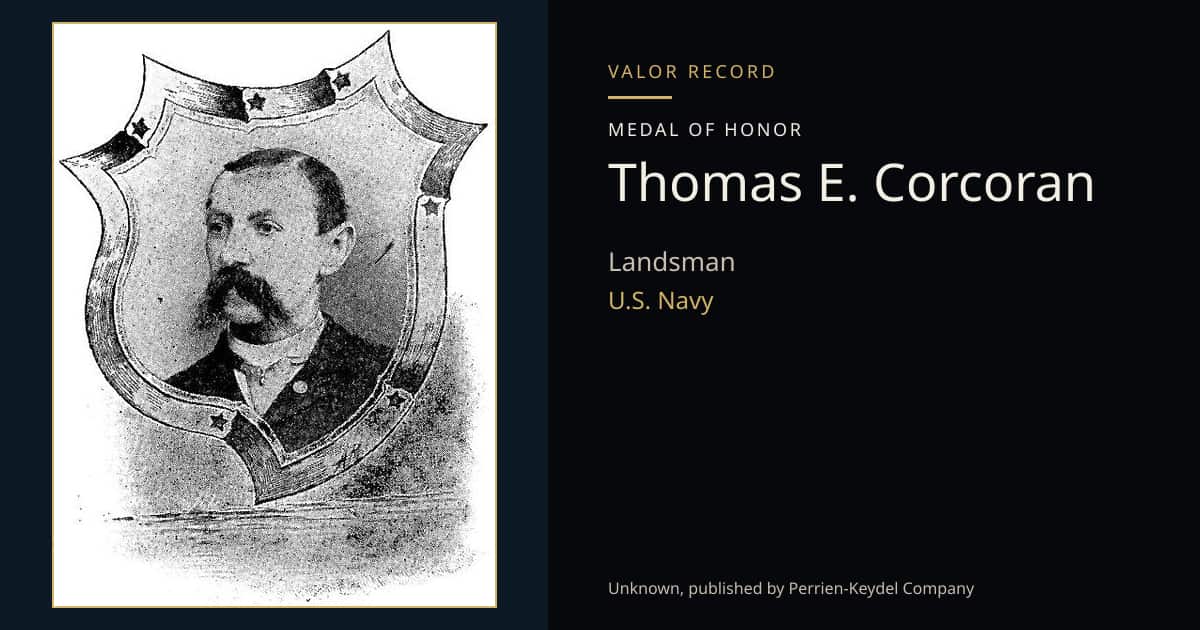 VALOR RECORD
MEDAL OF HONOR
Thomas E. Corcoran
Landsman
U.S. Navy
Unknown, published by Perrien-Keydel Company